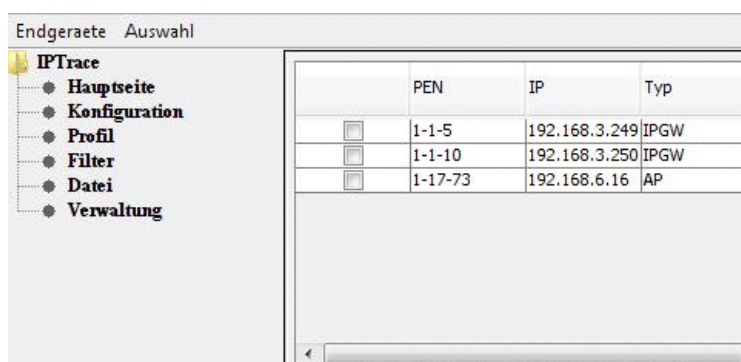 Endgeraete Auswahl
IPTrace
Hauptseite
Konfiguration
Profil
Filter
Datei
Verwaltung
PEN IP Typ
1-1-5 192.168.3.249 IPGW
1-1-10 192.168.3.250 IPGW
1-17-73 192.168.6.16 AP